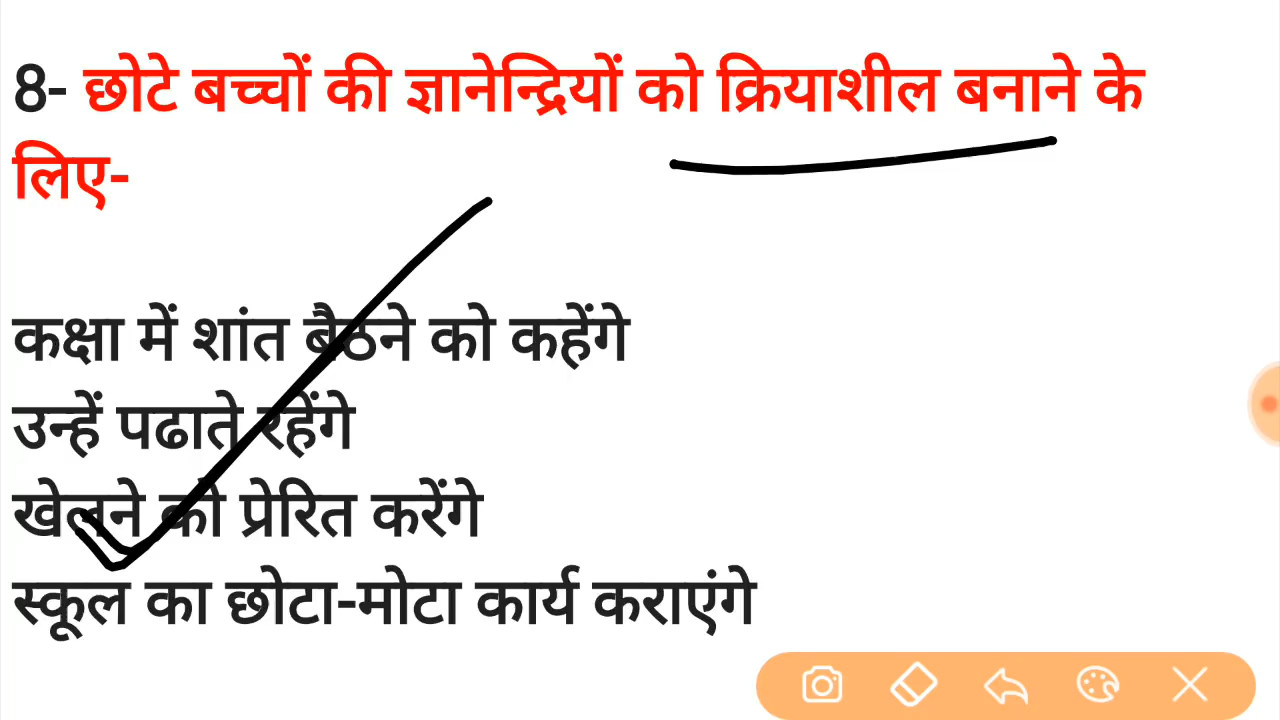 8- छोटे बच्चों की ज्ञानेन्द्रियों को क्रियाशील बनाने के
लिए-
कक्षा में शांत बैठने को कहेंगे
उन्हें पढाते रहेंगे
खेलने को प्रेरित करेंगे
स्कूल का छोटा-मोटा कार्य कराएंगे